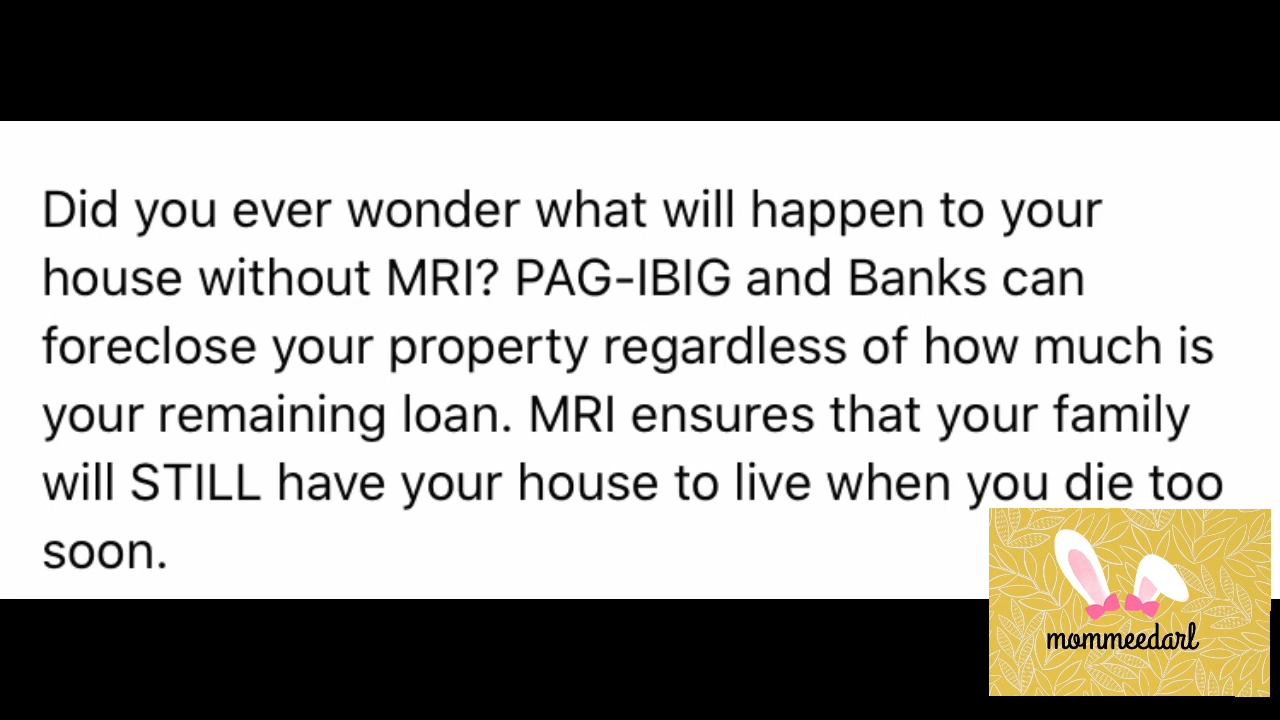 Did you ever wonder what will happen to your
house without MRI? PAG-IBIG and Banks can
foreclose your property regardless of how much is
your remaining loan. MRI ensures that your family
will STILL have your house to live when you die too
soon.
mommeedarl